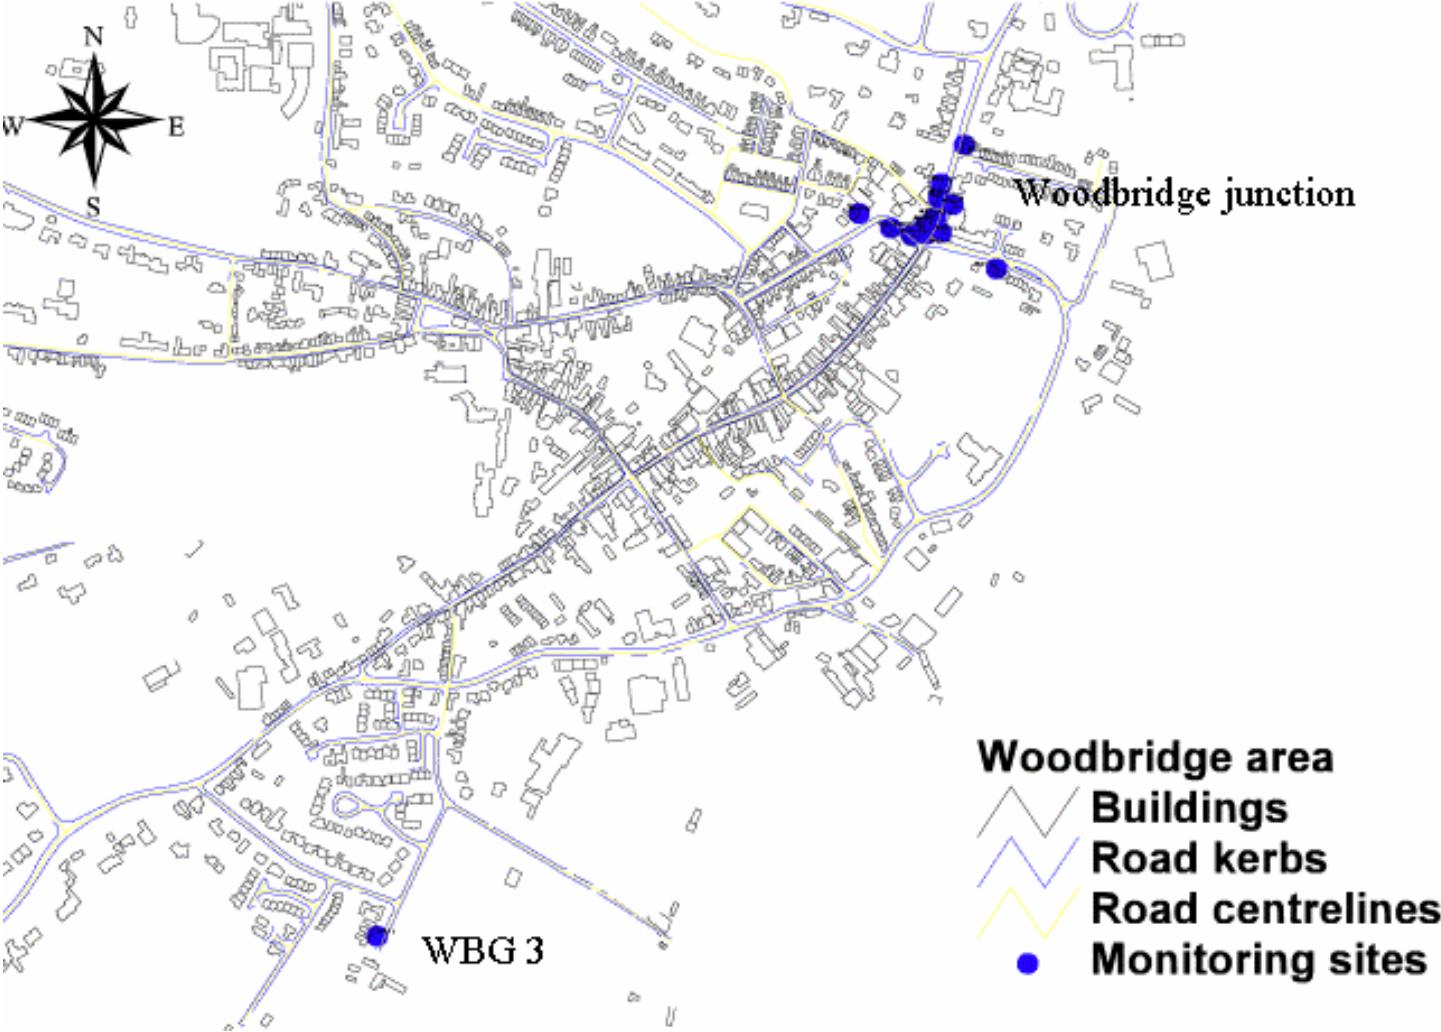 N
W
E
S
Woodbridge junction
WBG 3
Woodbridge area
Buildings
Road kerbs
Road centrelines
Monitoring sites